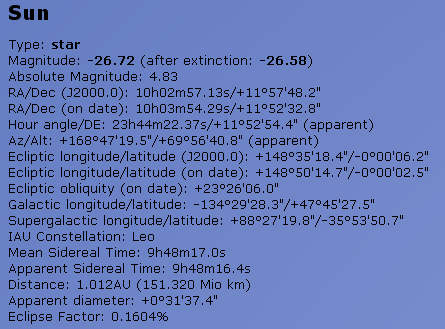 Sun
Type: star
Magnitude: -26.72 (after extinction: -26.58)
Absolute Magnitude: 4.83
RA/Dec (J2000.0): 10h02m57.13s/+11°57'48.2"
RA/Dec (on date): 10h03m54.29s/+11°52'32.8"
Hour angle/DE: 23h44m22.37s/+11°52'54.4" (apparent)
Az/Alt: +168°47'19.5"/+69°56'40.8" (apparent)
Ecliptic longitude/latitude (J2000.0): +148°35'18.4"/-0°00'06.2"
Ecliptic longitude/latitude (on date): +148°50'14.7"/-0°00'02.5"
Ecliptic obliquity (on date): +23°26'06.0"
Galactic longitude/latitude: -134°29'28.3"/+47°45'27.5"
Supergalactic longitude/latitude: +88°27'19.8"/-35°53'50.7"
IAU Constellation: Leo
Mean Sidereal Time: 9h48m17.0s
Apparent Sidereal Time: 9h48m16.4s
Distance: 1.012AU (151.320 Mio km)
Apparent diameter: +0°31'37.4"
Eclipse Factor: 0.1604%